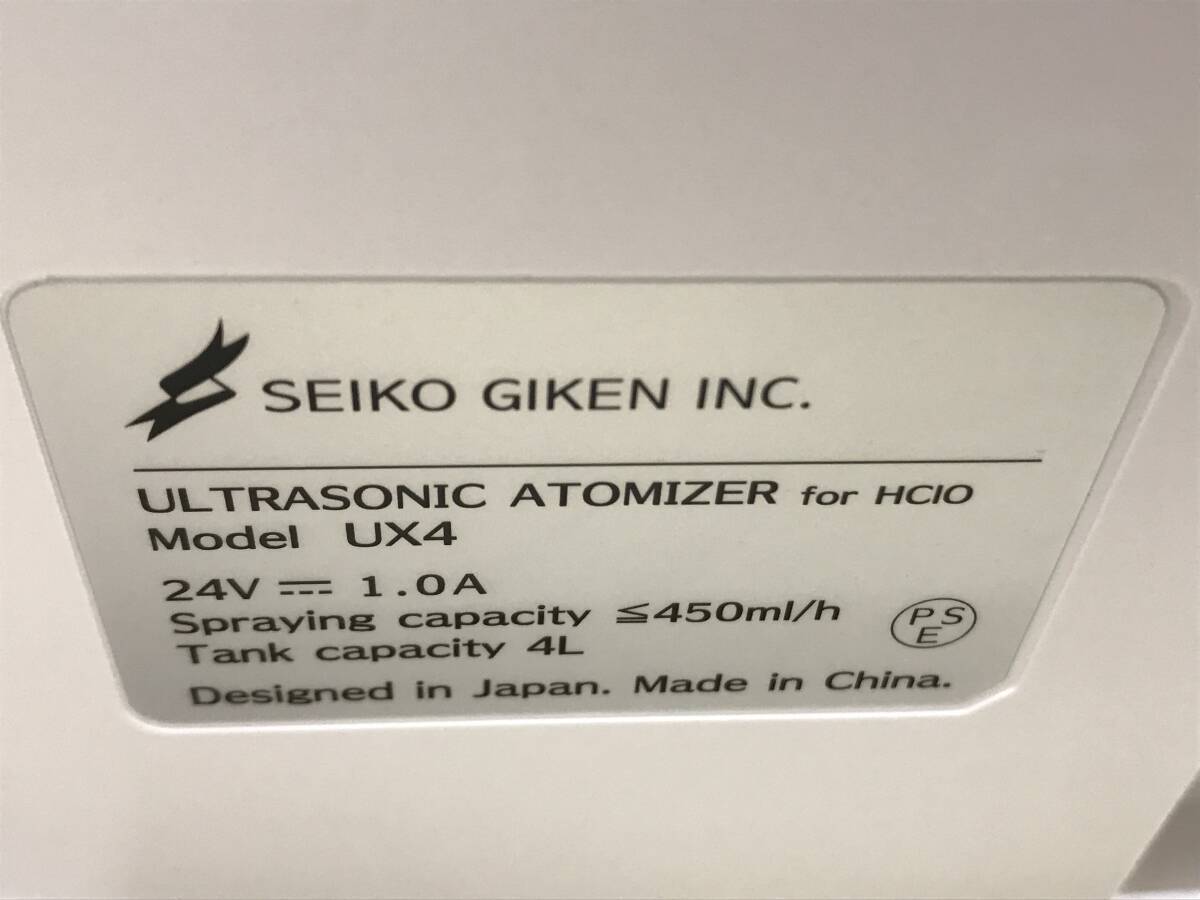 SEIKO GIKEN INC.
ULTRASONIC ATOMIZER for HClO
Model UX4
24V ⎓ 1.0A
Spraying capacity ≦450ml/h
Tank capacity 4L
PSE
Designed in Japan. Made in China.